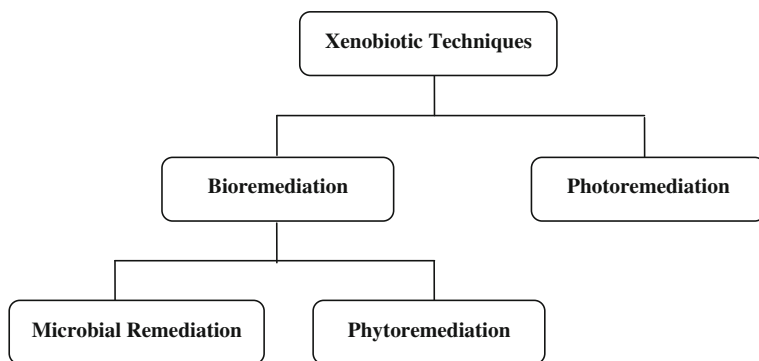 Xenobiotic Techniques
Bioremediation
Photoremediation
Microbial Remediation
Phytoremediation